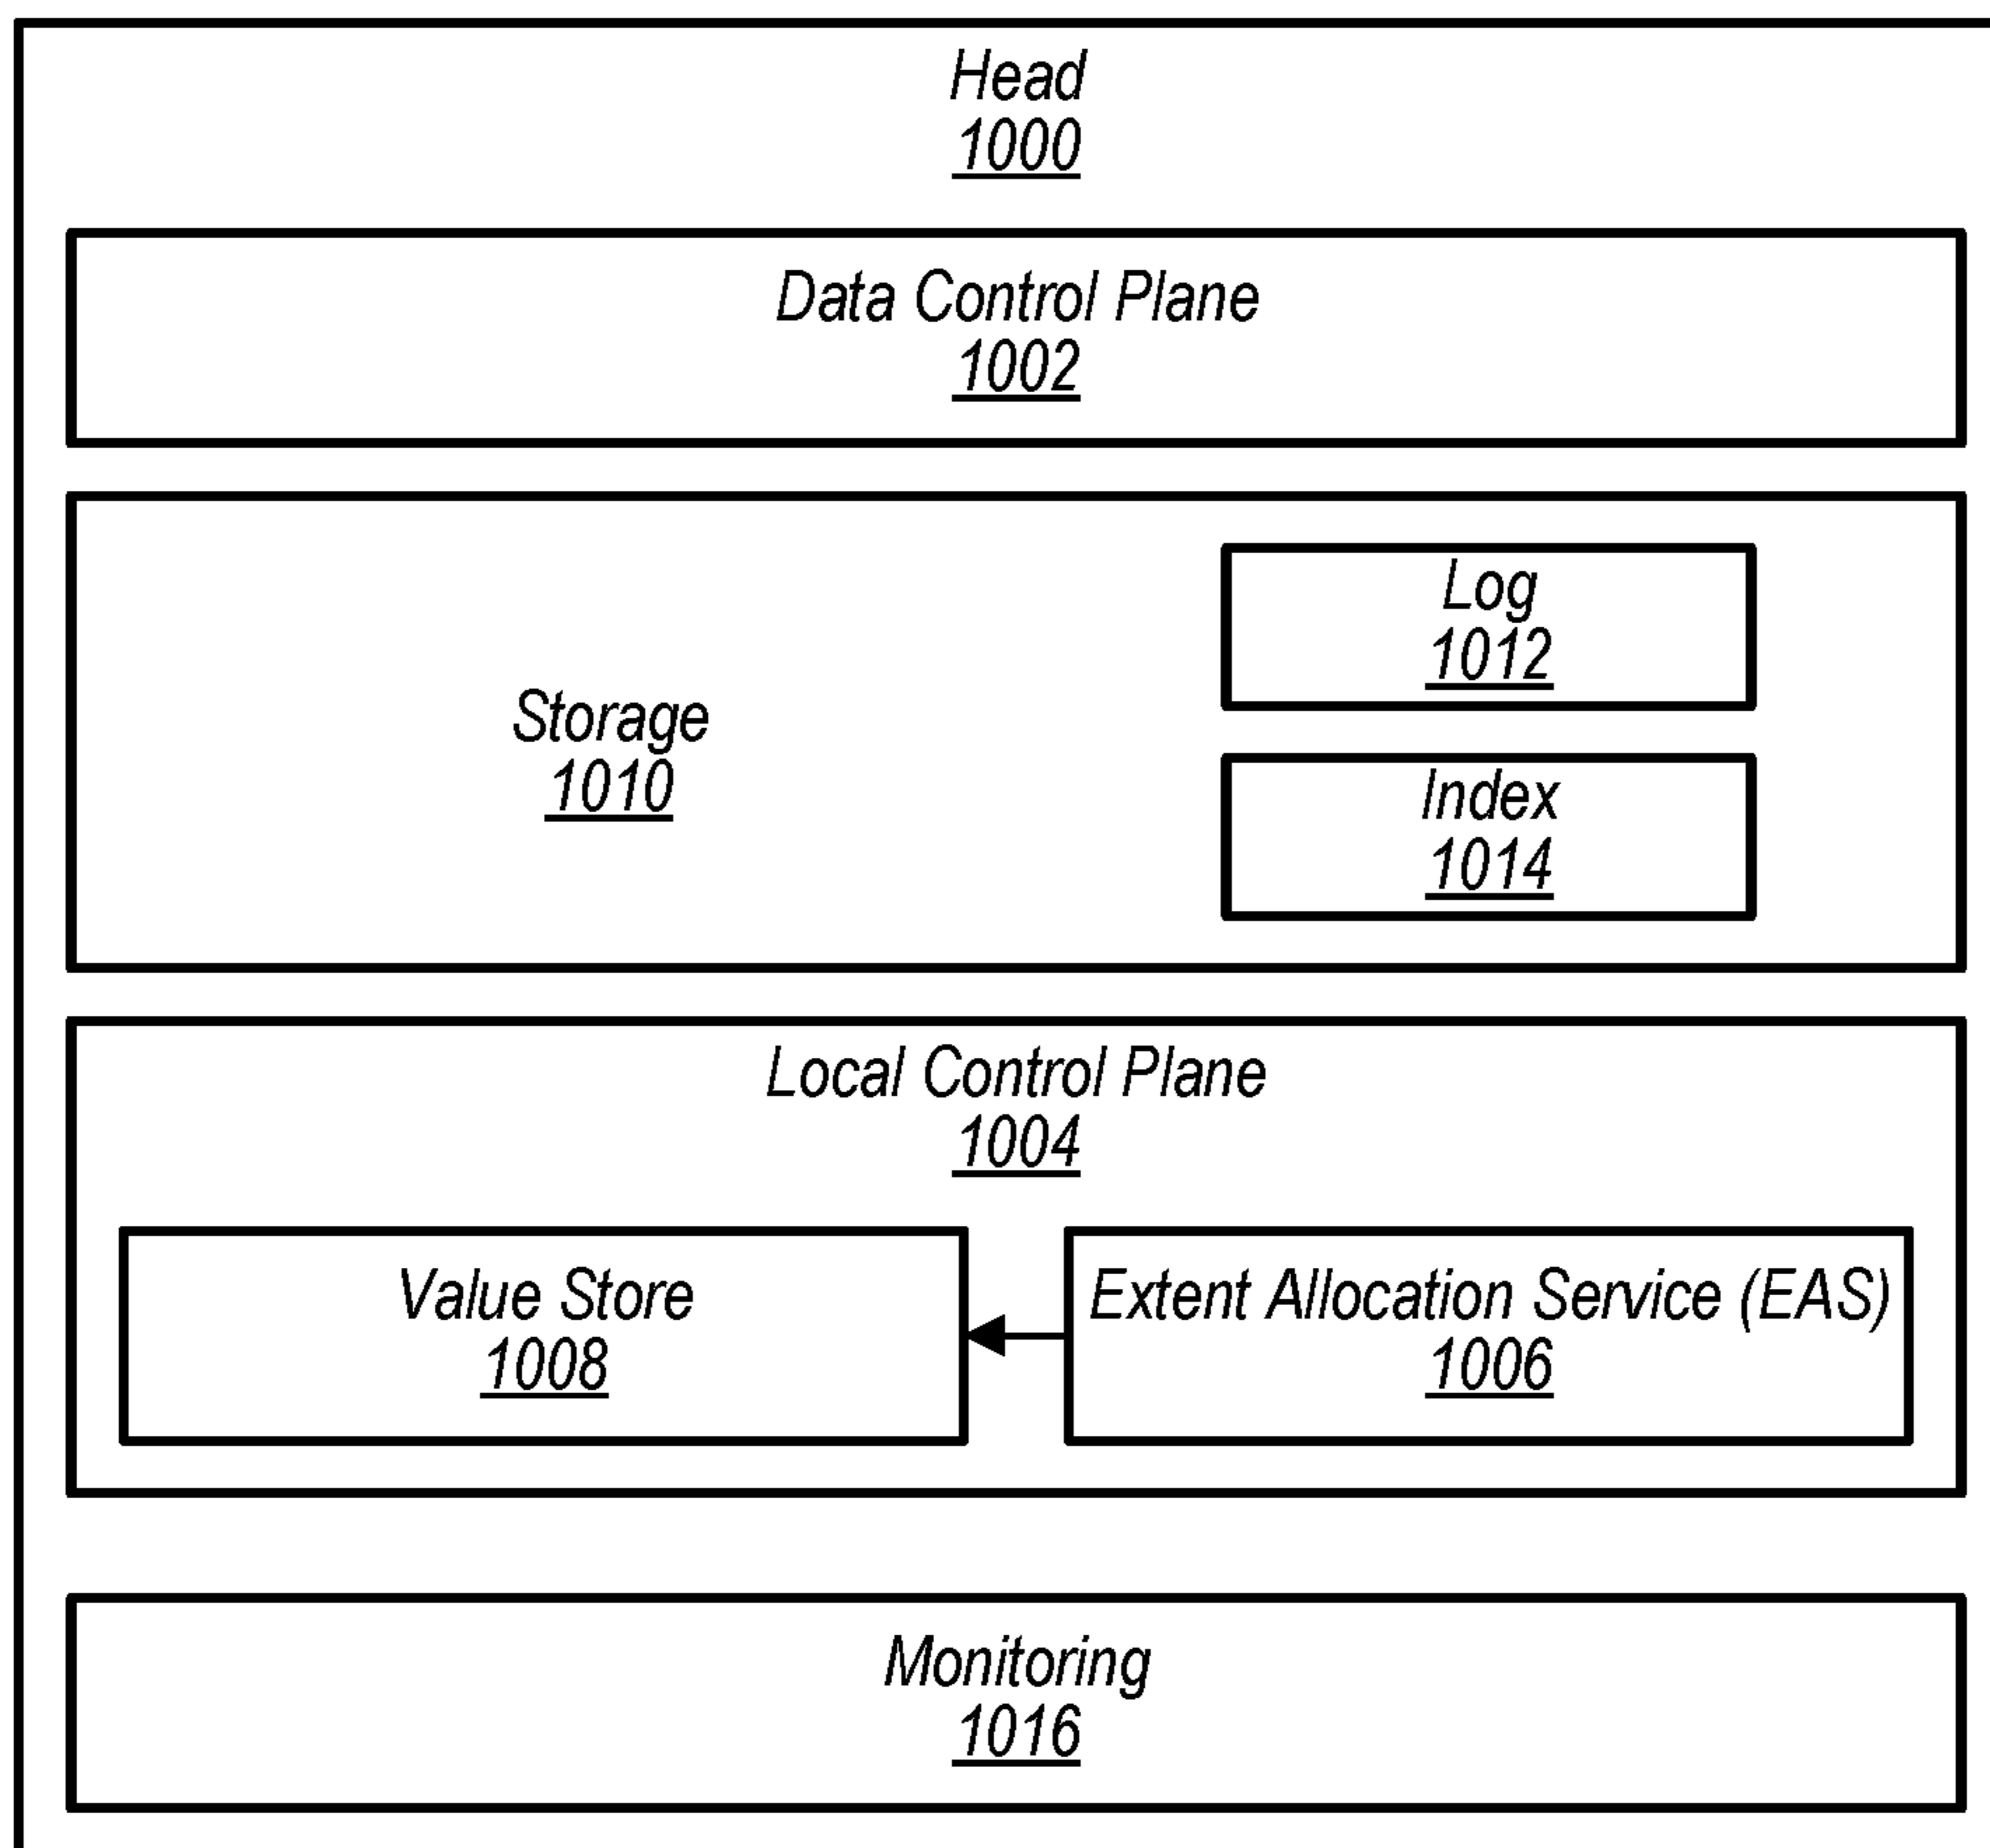 Head
1000
Data Control Plane
1002
Storage
1010
Log
1012
Index
1014
Local Control Plane
1004
Value Store
1008
Extent Allocation Service (EAS)
1006
Monitoring
1016